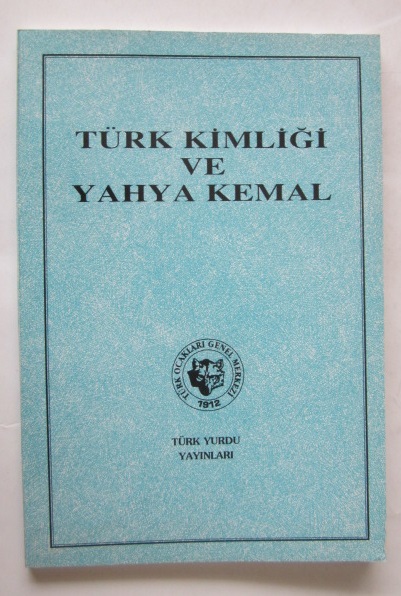 TÜRK KİMLİĞİ
VE
YAHYA KEMAL
TÜRK OCAKLARI GENEL MERKEZİ
1912
TÜRK YURDU
YAYINLARI